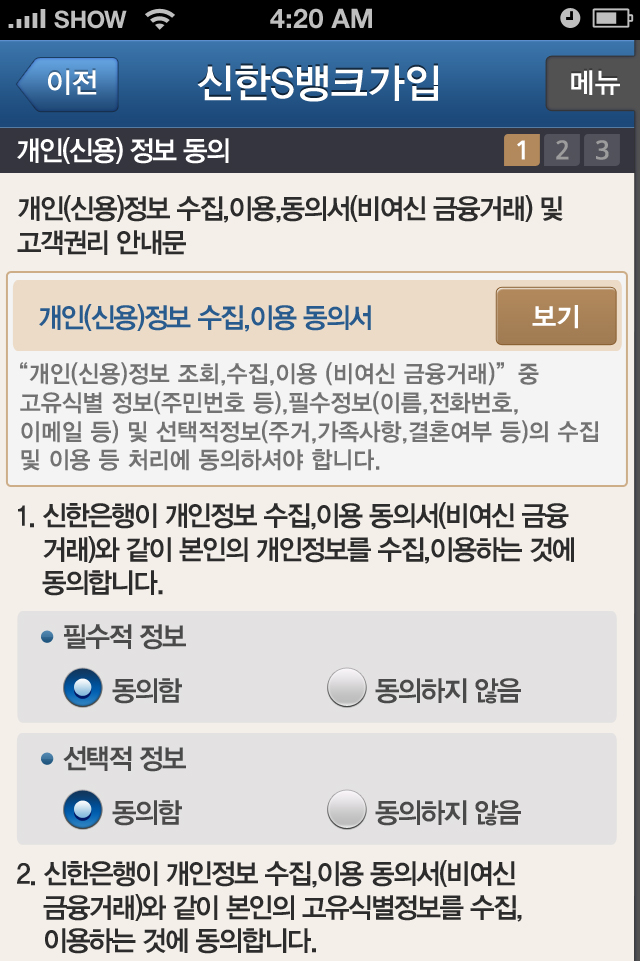 SHOW 4:20 AM
이전 신한S뱅크가입 메뉴
개인(신용) 정보 동의 1 2 3
개인(신용)정보 수집,이용,동의서(비여신 금융거래) 및
고객권리 안내문
개인(신용)정보 수집,이용 동의서 보기
“개인(신용)정보 조회,수집,이용 (비여신 금융거래)” 중
고유식별 정보(주민번호 등),필수정보(이름,전화번호,
이메일 등) 및 선택적정보(주거,가족사항,결혼여부 등)의 수집
및 이용 등 처리에 동의하셔야 합니다.
1. 신한은행이 개인정보 수집,이용 동의서(비여신 금융
거래)와 같이 본인의 개인정보를 수집,이용하는 것에
동의합니다.
• 필수적 정보
동의함 동의하지 않음
• 선택적 정보
동의함 동의하지 않음
2. 신한은행이 개인정보 수집,이용 동의서(비여신
금융거래)와 같이 본인의 고유식별정보를 수집,
이용하는 것에 동의합니다.